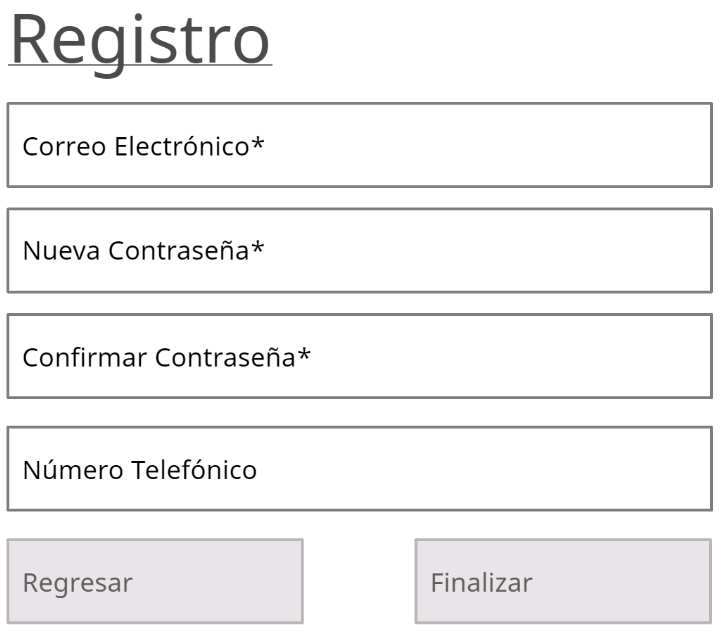 Registro
Correo Electrónico*
Nueva Contraseña*
Confirmar Contraseña*
Número Telefónico
Regresar
Finalizar